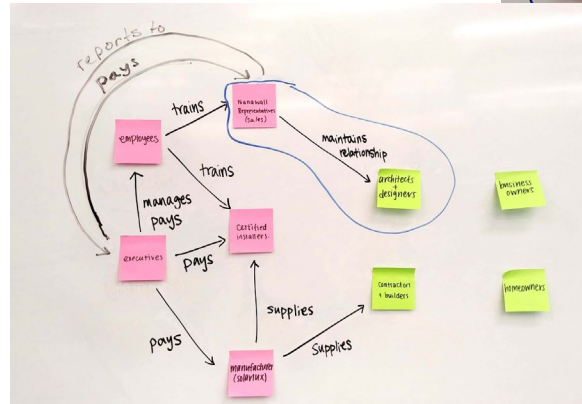 reports to
pays
trains
Nanawall
Representatives
(sales)
employees
trains
maintains
relationship
architects
+
designers
business
owners
manages
pays
Certified
installers
executives
pays
contractors
+ builders
homeowners
supplies
pays
supplies
manufacturer
(solarlux)